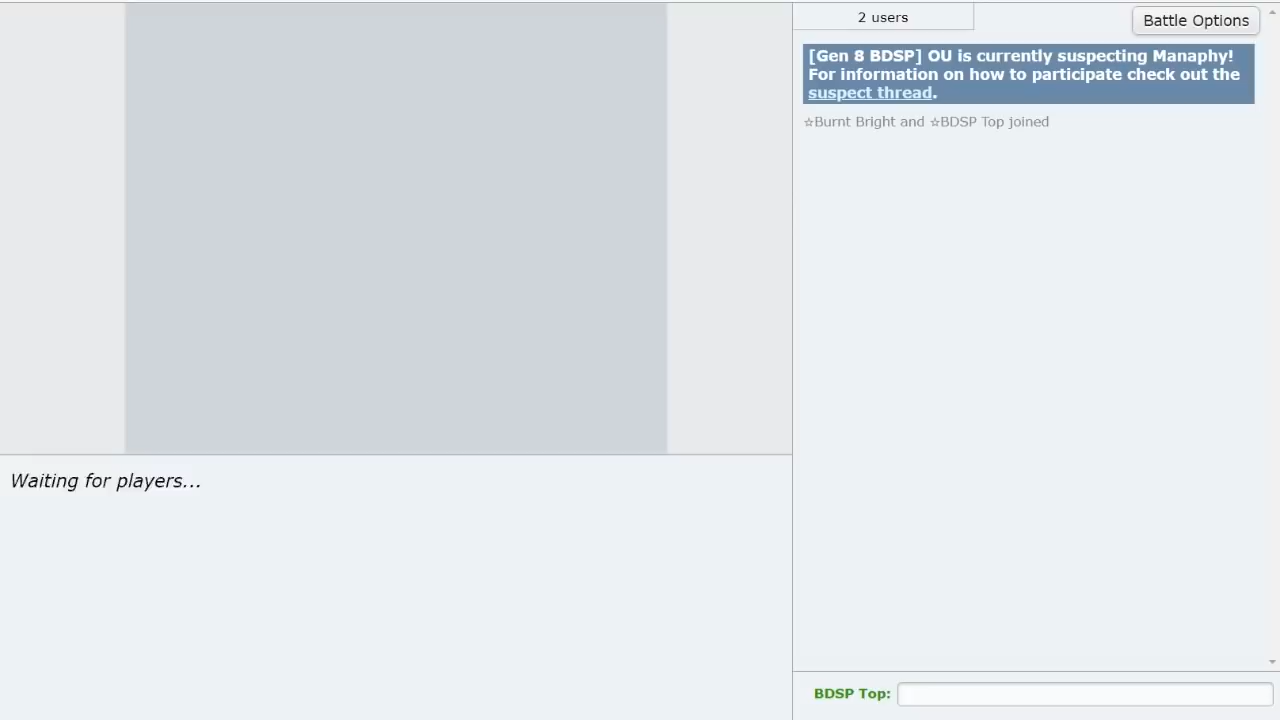 2 users
Battle Options
[Gen 8 BDSP] OU is currently suspecting Manaphy!
For information on how to participate check out the
suspect thread.
☆Burnt Bright and ☆BDSP Top joined
Waiting for players...
BDSP Top: